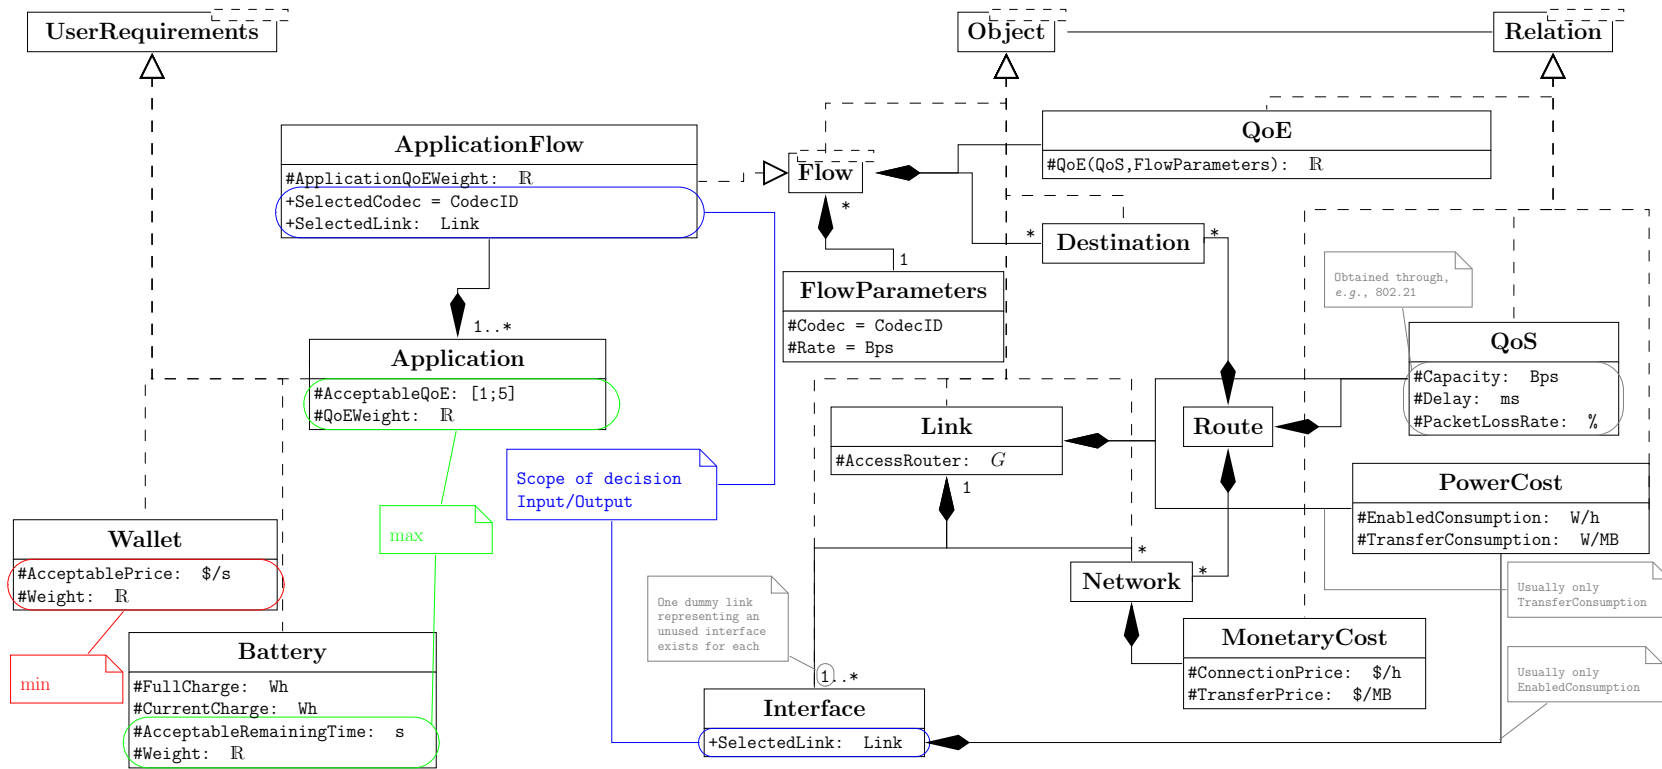 UserRequirements
Object
Relation
ApplicationFlow
#ApplicationQoEWeight: ℝ
+SelectedCodec = CodecID
+SelectedLink: Link
Flow
*
QoE
#QoE(QoS,FlowParameters): ℝ
*
Destination
*
1
FlowParameters
#Codec = CodecID
#Rate = Bps
Obtained through,
e.g., 802.21
1..*
Application
#AcceptableQoE: [1;5]
#QoEWeight: ℝ
QoS
#Capacity: Bps
#Delay: ms
#PacketLossRate: %
Link
#AccessRouter: G
1
Route
Scope of decision
Input/Output
PowerCost
#EnabledConsumption: W/h
#TransferConsumption: W/MB
max
Wallet
#AcceptablePrice: $/s
#Weight: ℝ
*
Network
*
One dummy link
representing an
unused interface
exists for each
Usually only
TransferConsumption
min
Battery
#FullCharge: Wh
#CurrentCharge: Wh
#AcceptableRemainingTime: s
#Weight: ℝ
MonetaryCost
#ConnectionPrice: $/h
#TransferPrice: $/MB
Usually only
EnabledConsumption
1..*
Interface
+SelectedLink: Link